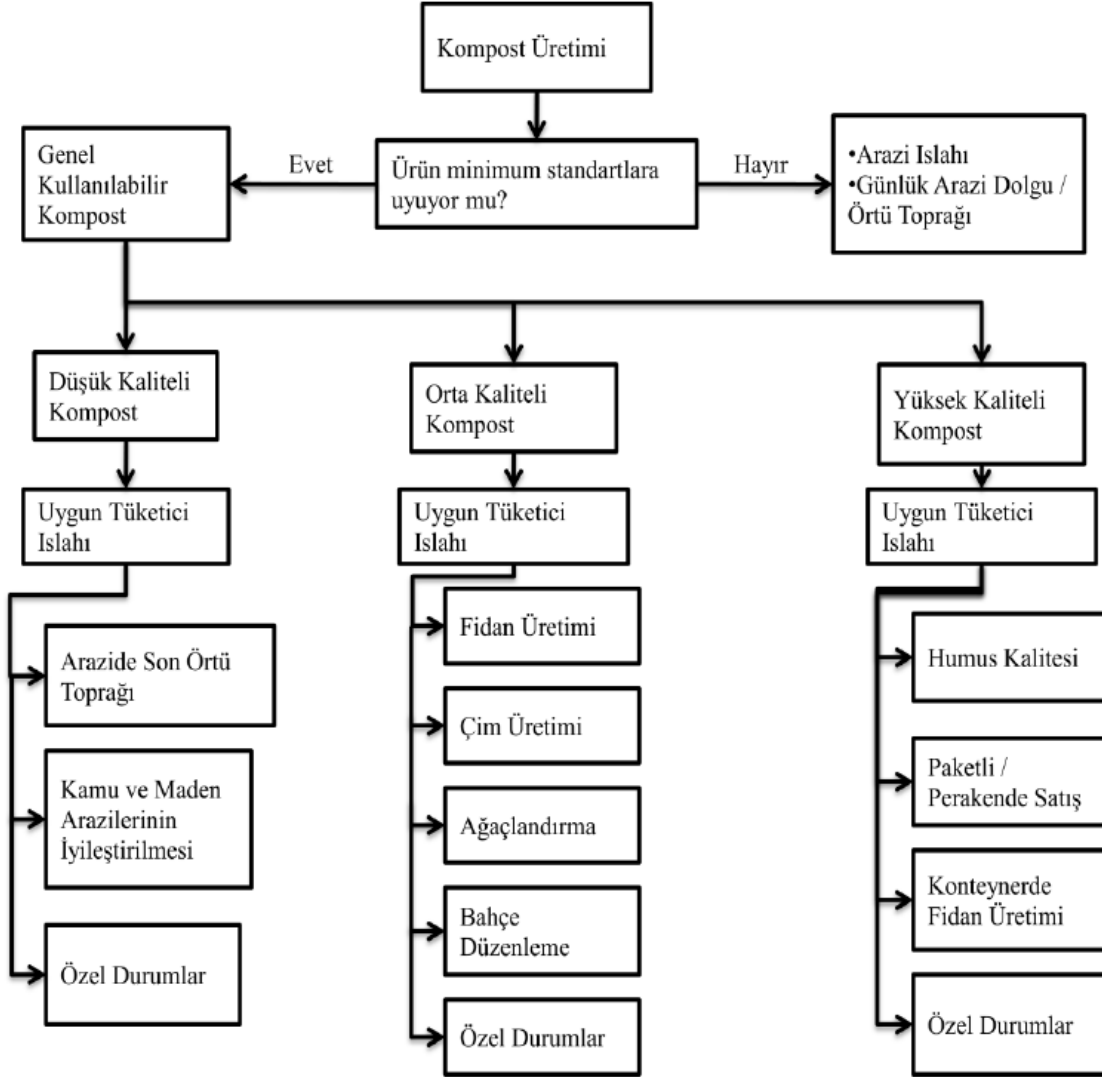 Kompost Üretimi
Genel
Kullanılabilir
Kompost
Evet
Ürün minimum standartlara
uyuyor mu?
Hayır
•Arazi Islahı
•Günlük Arazi Dolgu /
Örtü Toprağı
Düşük Kaliteli
Kompost
Orta Kaliteli
Kompost
Yüksek Kaliteli
Kompost
Uygun Tüketici
Islahı
Uygun Tüketici
Islahı
Uygun Tüketici
Islahı
Arazide Son Örtü
Toprağı
Kamu ve Maden
Arazilerinin
İyileştirilmesi
Özel Durumlar
Fidan Üretimi
Çim Üretimi
Ağaçlandırma
Bahçe
Düzenleme
Özel Durumlar
Humus Kalitesi
Paketli /
Perakende Satış
Konteynerde
Fidan Üretimi
Özel Durumlar